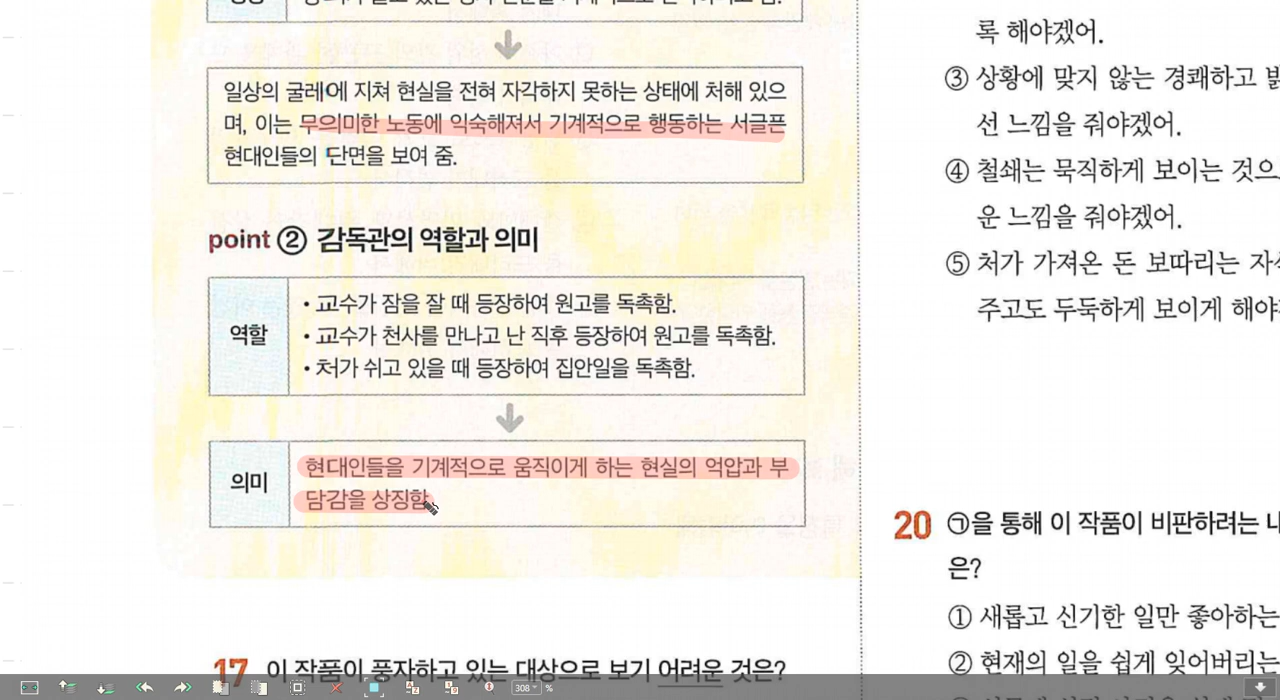 일상의 굴레에 지쳐 현실을 전혀 자각하지 못하는 상태에 처해 있으
며, 이는 무의미한 노동에 익숙해져서 기계적으로 행동하는 서글픈
현대인들의 단면을 보여 줌.
point ② 감독관의 역할과 의미
역할
• 교수가 잠을 잘 때 등장하여 원고를 독촉함.
• 교수가 천사를 만나고 난 직후 등장하여 원고를 독촉함.
• 처가 쉬고 있을 때 등장하여 집안일을 독촉함.
의미
현대인들을 기계적으로 움직이게 하는 현실의 억압과 부
담감을 상징함.
17 이 작품이 풍자하고 있는 대상으로 보기 어려운 것은?
록 해야겠어.
③ 상황에 맞지 않는 경쾌하고
선 느낌을 줘야겠어.
④ 철쇄는 묵직하게 보이는 것으
운 느낌을 줘야겠어.
⑤ 처가 가져온 돈 보따리는 자
주고도 두둑하게 보이게 해야
20 ㉠을 통해 이 작품이 비판하려는 내
은?
① 새롭고 신기한 일만 좋아하는
② 현재의 일을 쉽게 잊어버리는
308 %